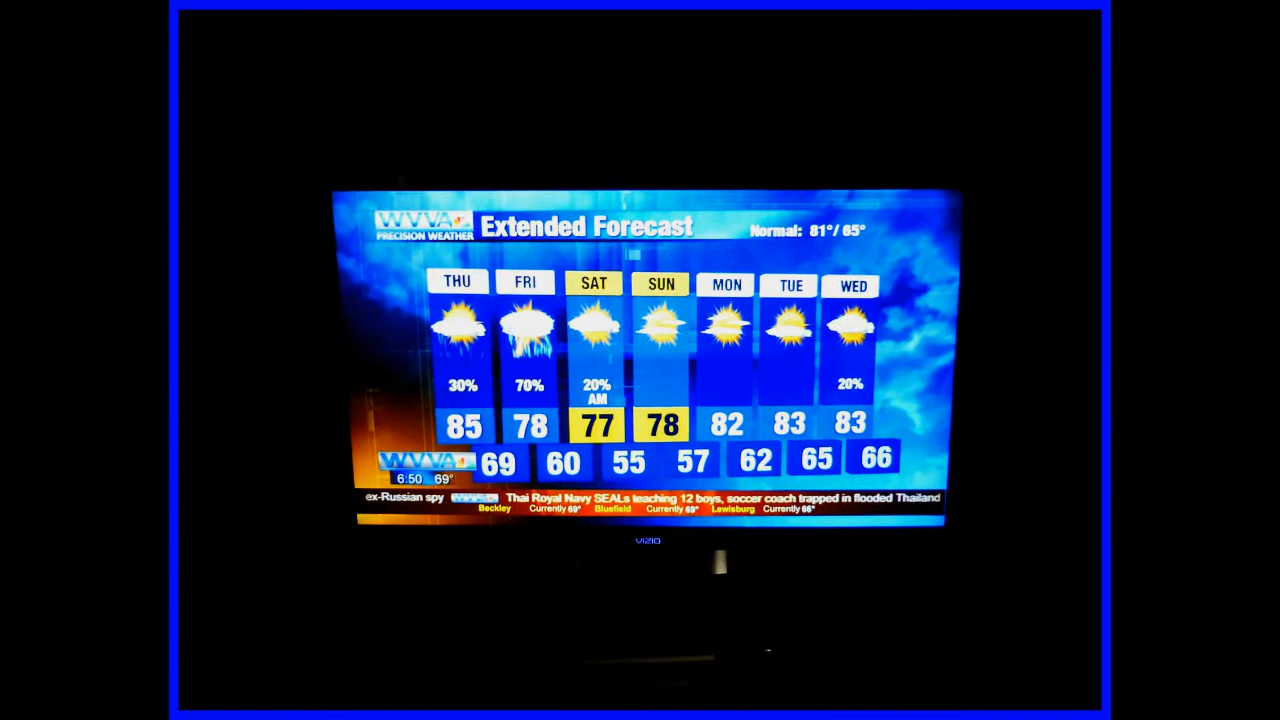 WVVA
PRECISION WEATHER
Extended Forecast
Normal: 81°/ 65°
THU FRI SAT SUN MON TUE WED
30% 70% 20% 20%
AM
85 78 77 78 82 83 83
69 60 55 57 62 65 66
WVVA
6:50 69°
ex-Russian spy Thai Royal Navy SEALs teaching 12 boys, soccer coach trapped in flooded Thailand
Beckley Currently 69° Bluefield Currently 69° Lewisburg Currently 66°
VIZIO